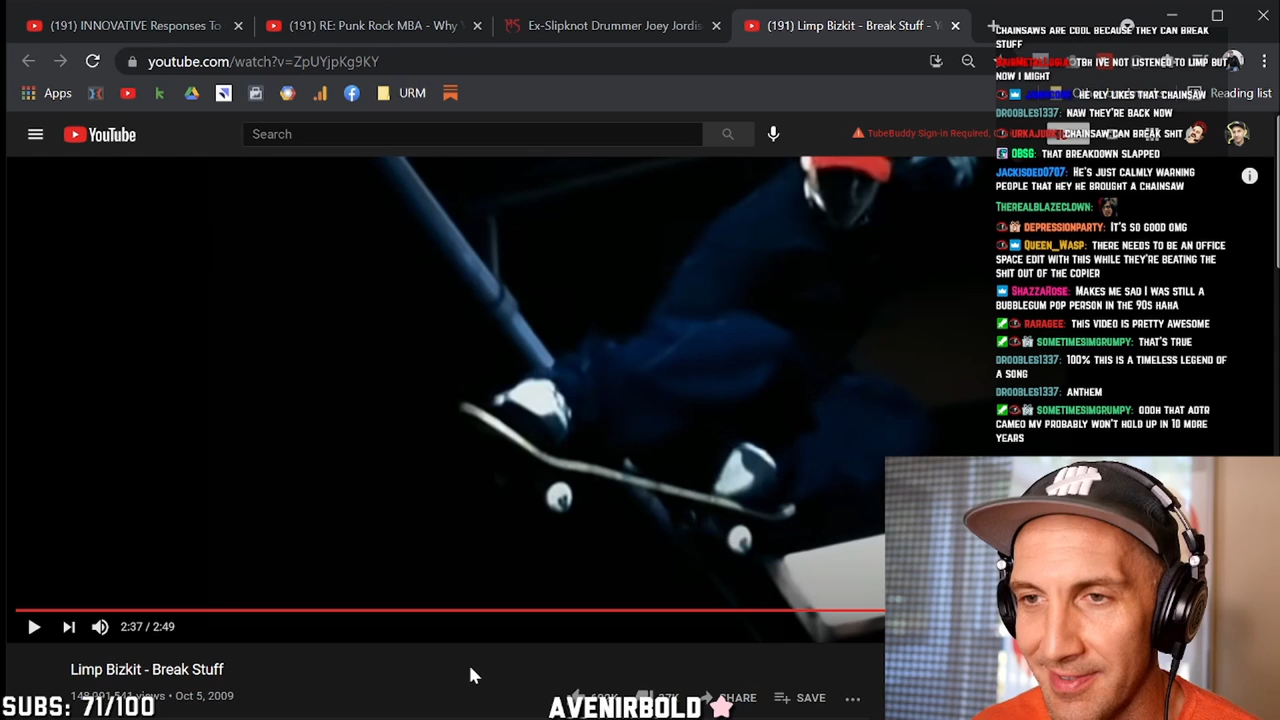 (191) INNOVATIVE Responses To
(191) RE: Punk Rock MBA - Why
Ex-Slipknot Drummer Joey Jordis
(191) Limp Bizkit - Break Stuff - Y
youtube.com/watch?v=ZpUYjpKg9KY
Apps
URM
Reading list
YouTube
Search
TubeBuddy Sign-in Required,
CHAINSAWS ARE COOL BECAUSE THEY CAN BREAK
STUFF
TBH IVE NOT LISTENED TO LIMP BUT
NOW I MIGHT
HE RLY LIKES THAT CHAINSAW
DROOBLES1337: NAW THEY'RE BACK NOW
CHAINSAW CAN BREAK SHIT
OBSG: THAT BREAKDOWN SLAPPED
JACKISDED0707: HE'S JUST CALMLY WARNING
PEOPLE THAT HEY HE BROUGHT A CHAINSAW
THEREALBLAZECLOWN:
DEPRESSIONPARTY: IT'S SO GOOD OMG
QUEEN_WASP: THERE NEEDS TO BE AN OFFICE
SPACE EDIT WITH THIS WHILE THEY'RE BEATING THE
SHIT OUT OF THE COPIER
SHAZZAROSE: MAKES ME SAD I WAS STILL A
BUBBLEGUM POP PERSON IN THE 90S HAHA
RARAGEE: THIS VIDEO IS PRETTY AWESOME
SOMETIMESIMGRUMPY: THAT'S TRUE
DROOBLES1337: 100% THIS IS A TIMELESS LEGEND OF
A SONG
DROOBLES1337: ANTHEM
SOMETIMESIMGRUMPY: OOOH THAT AOTR
CAMEO MV PROBABLY WON'T HOLD UP IN 10 MORE
YEARS
2:37 / 2:49
Limp Bizkit - Break Stuff
views • Oct 5, 2009
SHARE
SAVE
SUBS: 71/100
AVENIRBOLD